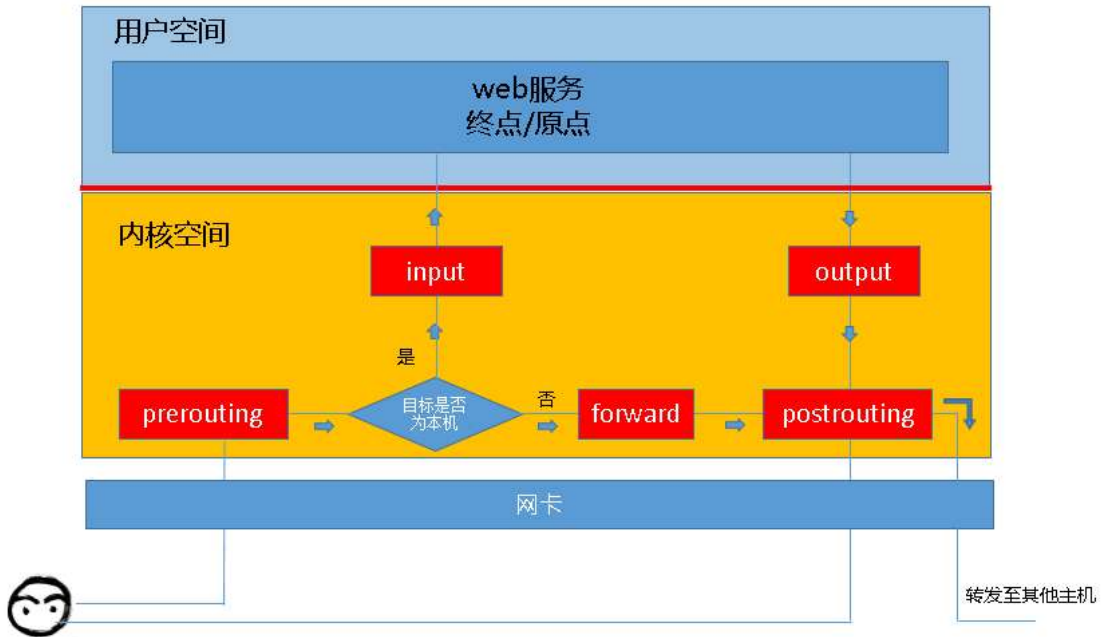 用户空间
web服务
终点/原点
内核空间
input
output
是
prerouting
目标是否
为本机
否
forward
postrouting
网卡
转发至其他主机